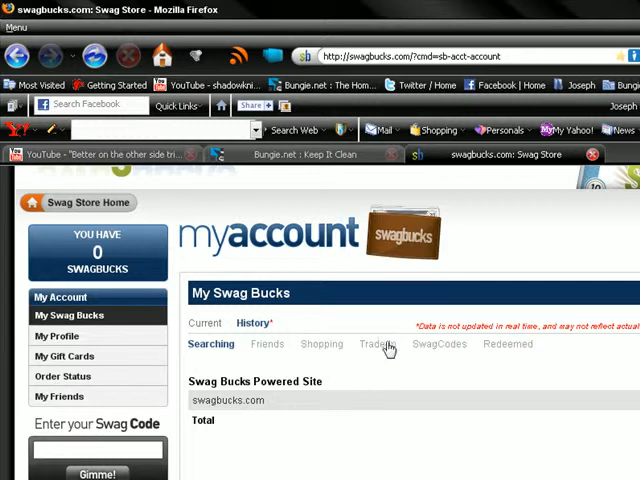 swagbucks.com: Swag Store - Mozilla Firefox
Menu
sb http://swagbucks.com/?cmd=sb-acct-account
Most Visited Getting Started YouTube - shadowkni... Bungie.net : The Hom... Twitter / Home Facebook | Home Joseph Bungi
Search Facebook Quick Links Share Joseph
Search Web Mail Shopping Personals My Yahoo! News
YouTube - "Better on the other side tri... Bungie.net : Keep It Clean sb swagbucks.com: Swag Store
Swag Store Home
myaccount swagbucks
YOU HAVE
0
SWAGBUCKS
My Swag Bucks
My Account
My Swag Bucks
My Profile
My Gift Cards
Order Status
My Friends
Current History*
*Data is not updated in real time, and may not reflect actual
Searching Friends Shopping SwagCodes Redeemed
Swag Bucks Powered Site
swagbucks.com
Total
Enter your Swag Code
Gimme!